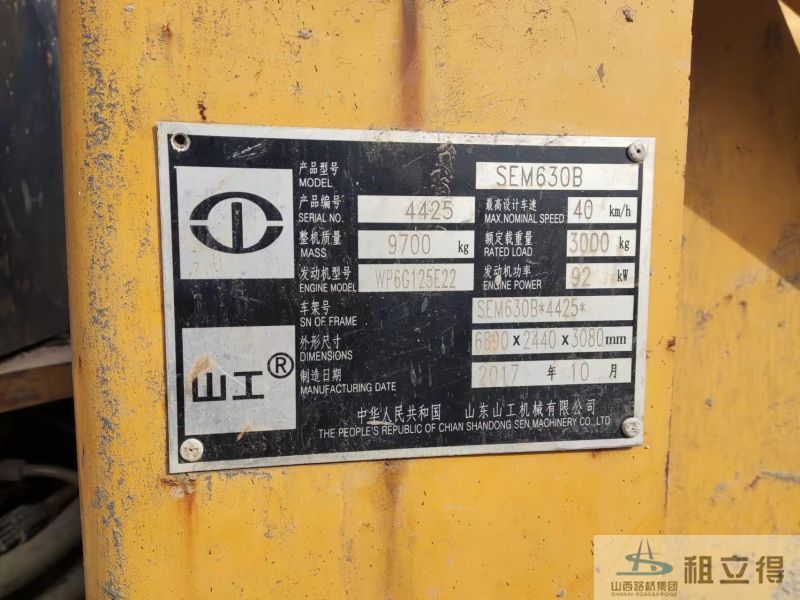 产品型号 SEM630B
MODEL
产品编号 4425 最高设计车速 40 km/h
SERIAL NO. MAX.NOMINAL SPEED
整机质量 9700 kg 额定载重量 3000 kg
MASS RATED LOAD
发动机型号 WP6G125E22 发动机功率 92 kW
ENGINE MODEL ENGINE POWER
车架号 SEM630B*4425*
SN OF FRAME
外形尺寸 6890 x 2440 x 3080 mm
DIMENSIONS
制造日期 2017 年 10 月
MANUFACTURING DATE
山工®
中华人民共和国 山东山工机械有限公司
THE PEOPLE'S REPUBLIC OF CHIAN SHANDONG SEN MACHINERY CO.,LTD
山西路桥集团 租立得
SHANXI ROAD&BRIDGE